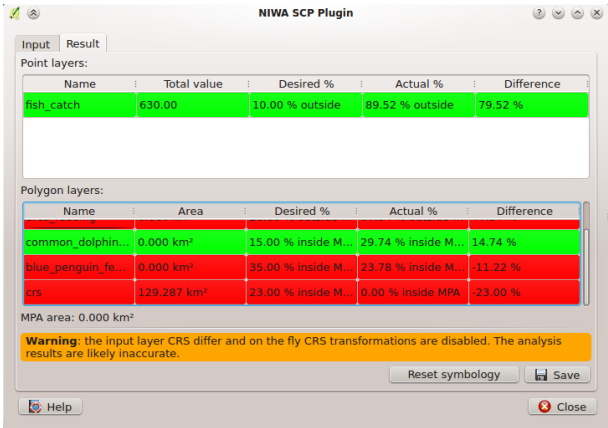 NIWA SCP Plugin
Input Result
Point layers:
Name Total value Desired % Actual % Difference
fish_catch 630.00 10.00 % outside 89.52 % outside 79.52 %
Polygon layers:
Name Area Desired % Actual % Difference
common_dolphin... 0.000 km² 15.00 % inside M... 29.74 % inside M... 14.74 %
blue_penguin_fe... 0.000 km² 35.00 % inside M... 23.78 % inside M... -11.22 %
crs 129.287 km² 23.00 % inside M... 0.00 % inside MPA -23.00 %
MPA area: 0.000 km²
Warning: the input layer CRS differ and on the fly CRS transformations are disabled. The analysis
results are likely inaccurate.
Reset symbology Save
Help Close